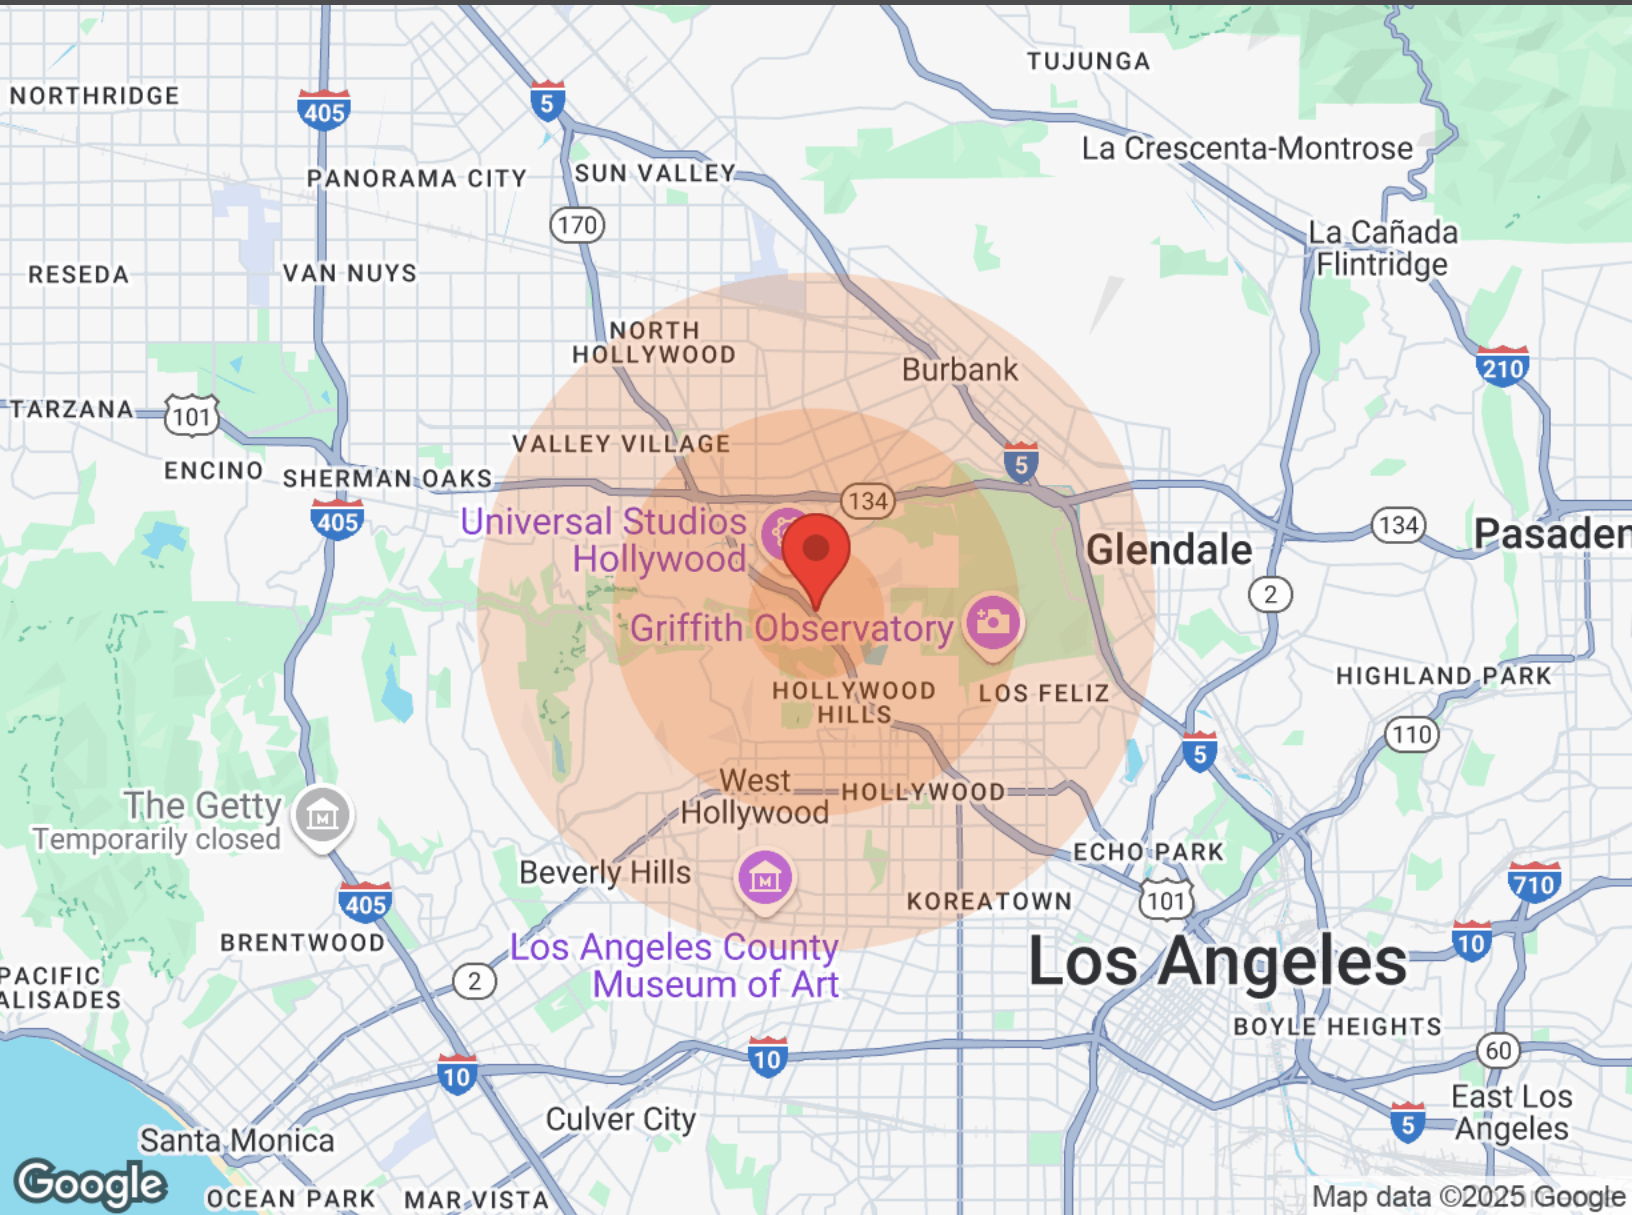 TUJUNGA
NORTHRIDGE
405
5
La Crescenta-Montrose
PANORAMA CITY
SUN VALLEY
170
La Cañada
Flintridge
RESEDA
VAN NUYS
NORTH
HOLLYWOOD
Burbank
210
TARZANA
101
VALLEY VILLAGE
ENCINO
SHERMAN OAKS
5
134
405
Universal Studios
Hollywood
134
Pasaden
Glendale
2
Griffith Observatory
HIGHLAND PARK
HOLLYWOOD
HILLS
LOS FELIZ
110
5
West
Hollywood
HOLLYWOOD
The Getty
Temporarily closed
ECHO PARK
Beverly Hills
710
405
KOREATOWN
101
BRENTWOOD
10
Los Angeles County
Museum of Art
Los Angeles
PACIFIC
ALISADES
2
BOYLE HEIGHTS
60
10
10
East Los
Angeles
Culver City
5
Santa Monica
Google
OCEAN PARK
MAR VISTA
Map data ©2025 Google